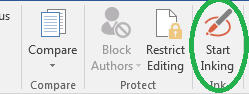 us
Compare
Block
Authors
Restrict
Editing
Start
Inking
Compare
Protect
Ink